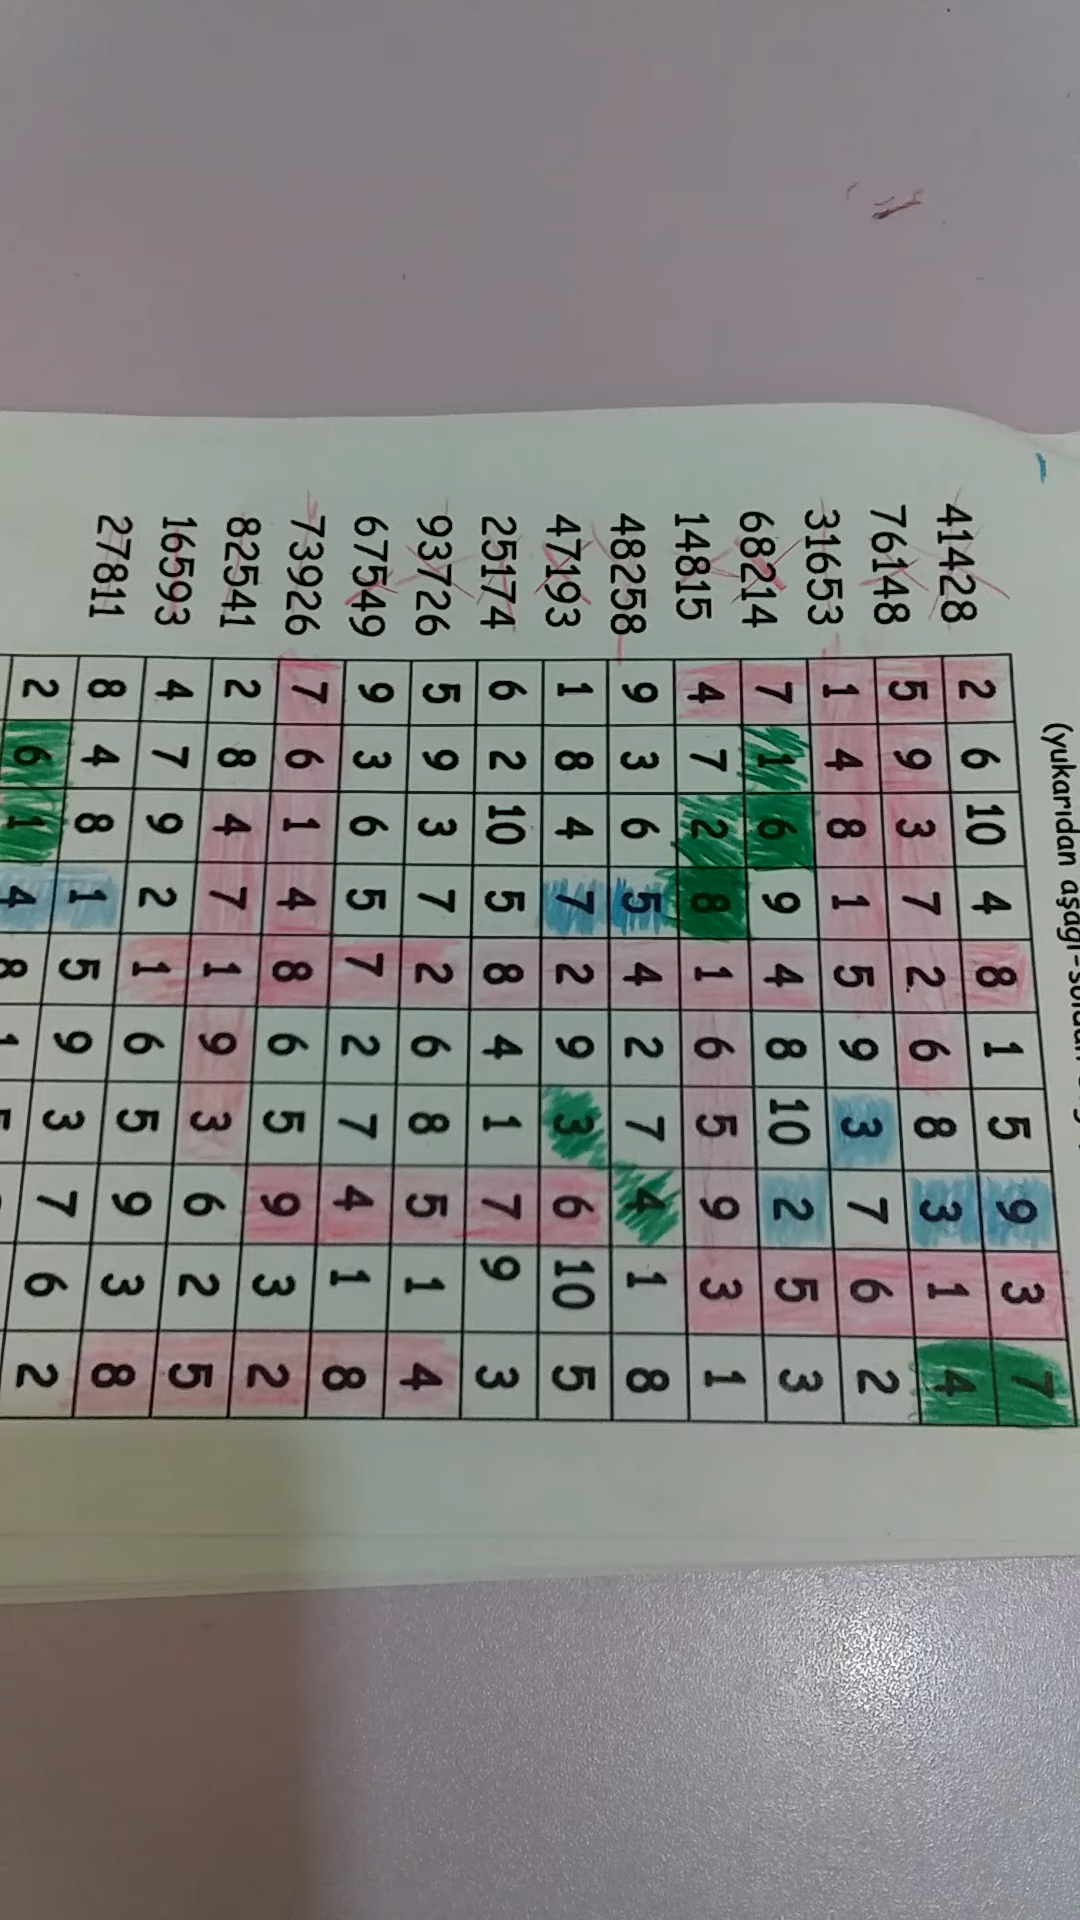 (yukarıdan aşağı-soldan
41428 2 6 10 4 8 1 5 9 3 7
76148 5 9 3 7 2 6 8 3 1 4
31653 1 4 8 1 5 9 3 7 6 2
68214 7 1 6 9 4 8 10 2 5 3
14815 4 7 2 8 1 6 5 9 3 1
48258 9 3 6 5 4 2 7 4 1 8
47193 1 8 4 7 2 9 3 6 10 5
25174 6 2 10 5 8 4 1 7 9 3
93726 5 9 3 7 2 6 8 5 1 4
67549 9 3 6 5 7 2 7 4 1 8
73926 7 6 1 4 8 6 5 9 3 2
82541 2 8 4 7 1 9 3 6 2 5
16593 4 7 9 2 1 6 5 9 3 8
27811 8 4 8 1 5 9 3 7 6 2
2 6 1 4 8 1 5